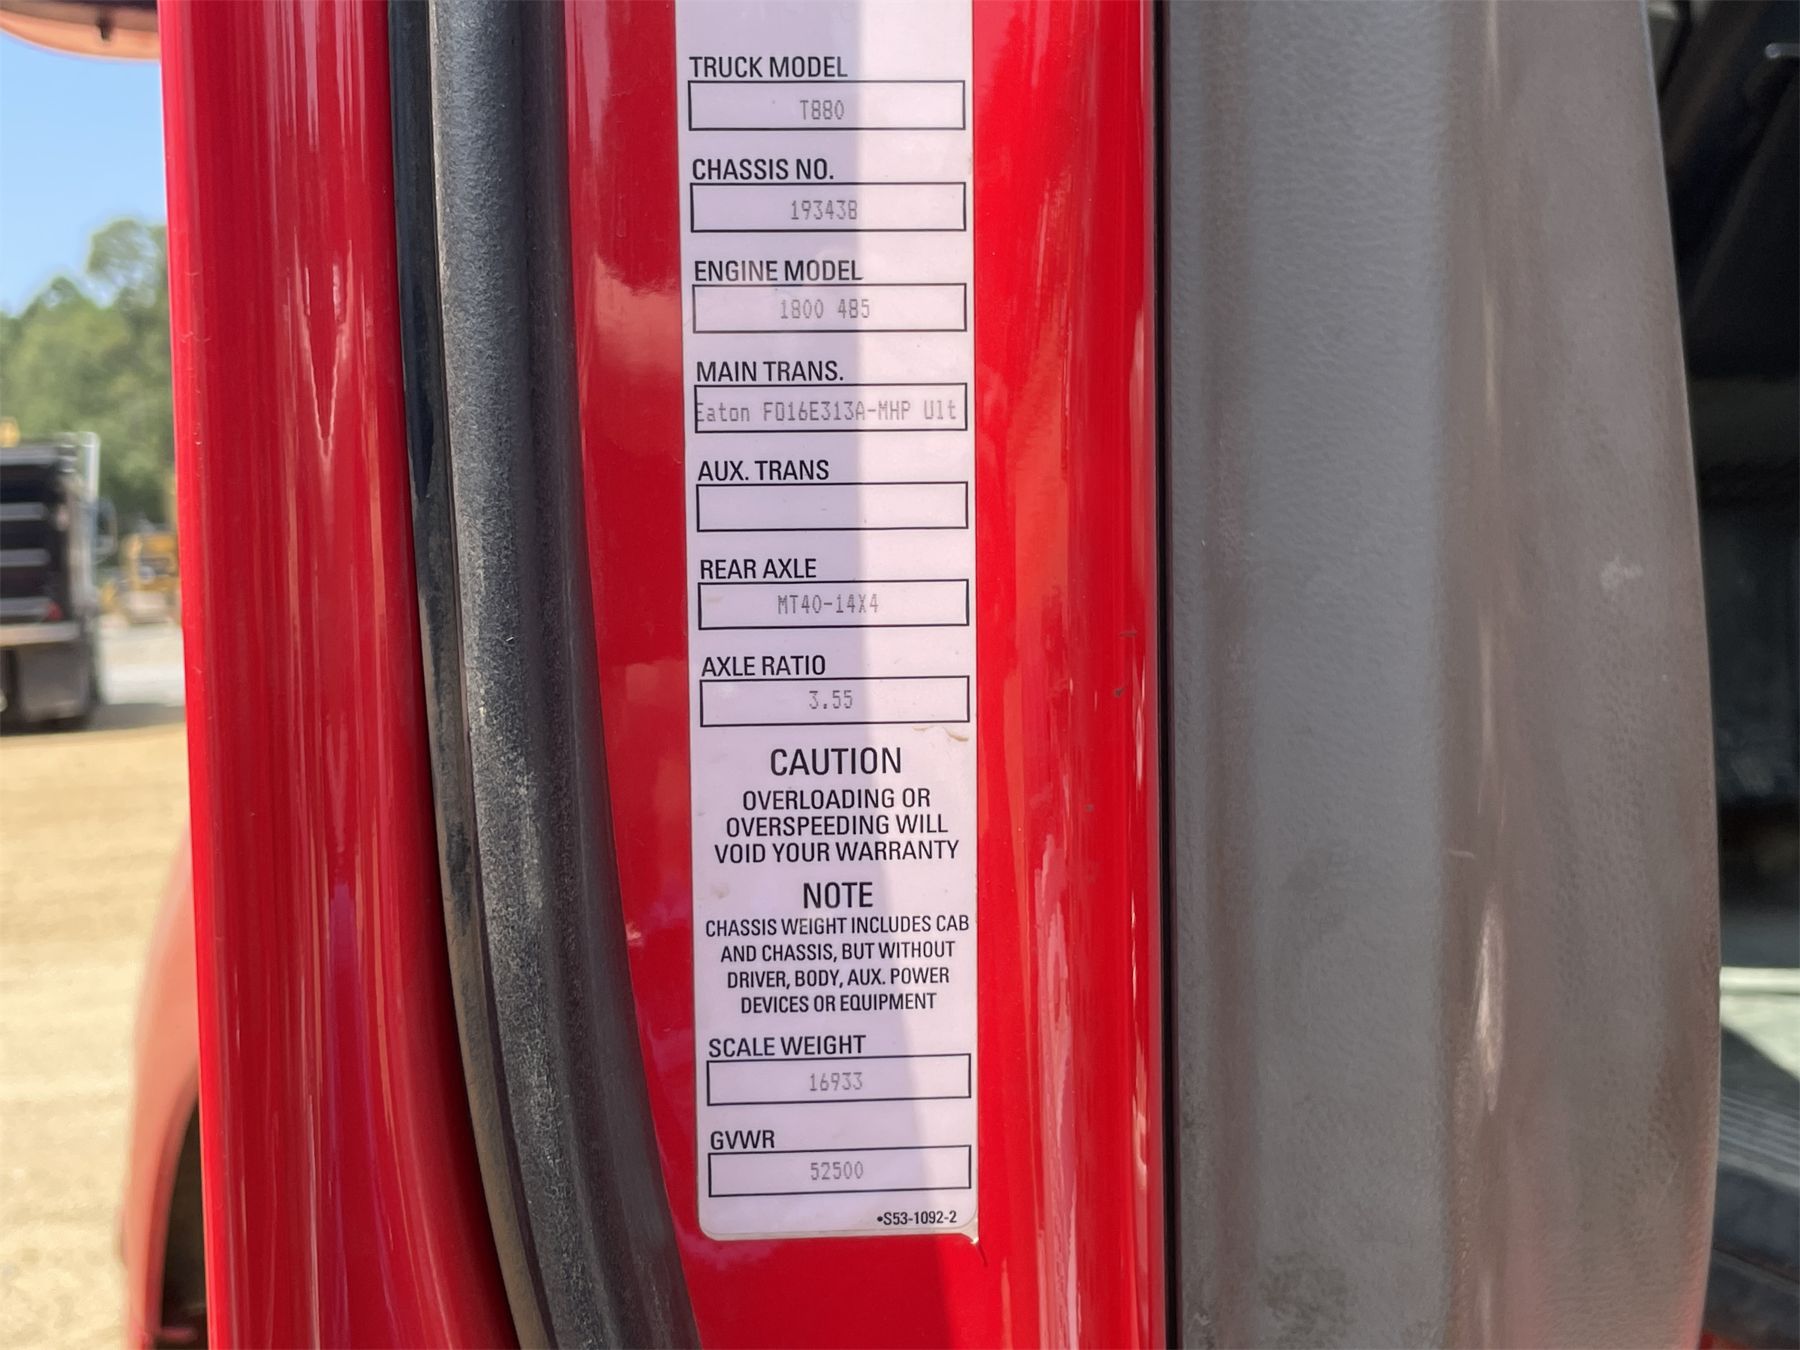 TRUCK MODEL
T880
CHASSIS NO.
193438
ENGINE MODEL
1800 485
MAIN TRANS.
Eaton FO16E313A-MHP Ult
AUX. TRANS
REAR AXLE
MT40-14X4
AXLE RATIO
3.55
CAUTION
OVERLOADING OR
OVERSPEEDING WILL
VOID YOUR WARRANTY
NOTE
CHASSIS WEIGHT INCLUDES CAB
AND CHASSIS, BUT WITHOUT
DRIVER, BODY, AUX. POWER
DEVICES OR EQUIPMENT
SCALE WEIGHT
16933
GVWR
52500
•S53-1092-2